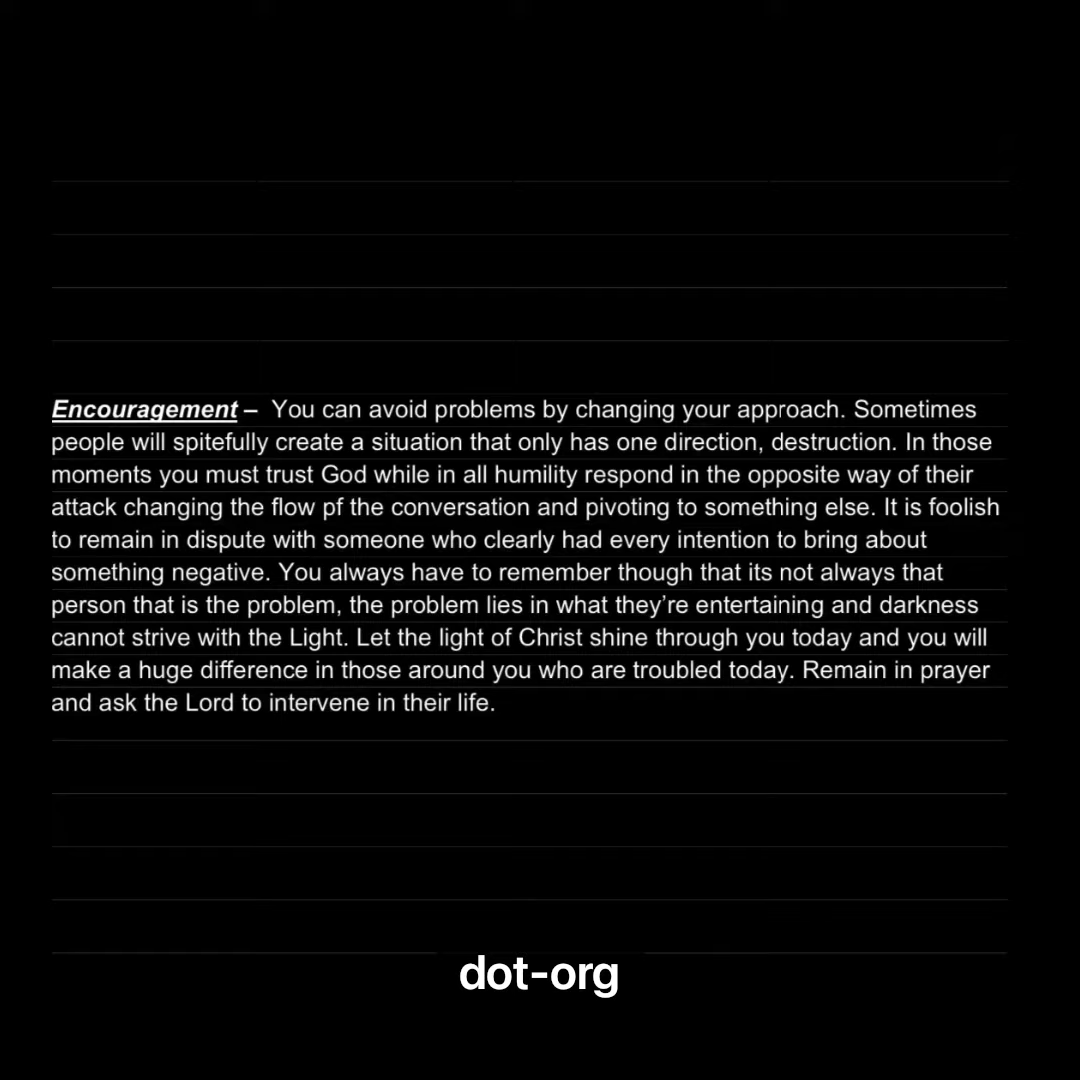 Encouragement –  You can avoid problems by changing your approach. Sometimes
people will spitefully create a situation that only has one direction, destruction. In those
moments you must trust God while in all humility respond in the opposite way of their
attack changing the flow pf the conversation and pivoting to something else. It is foolish
to remain in dispute with someone who clearly had every intention to bring about
something negative. You always have to remember though that its not always that
person that is the problem, the problem lies in what they’re entertaining and darkness
cannot strive with the Light. Let the light of Christ shine through you today and you will
make a huge difference in those around you who are troubled today. Remain in prayer
and ask the Lord to intervene in their life.
dot-org